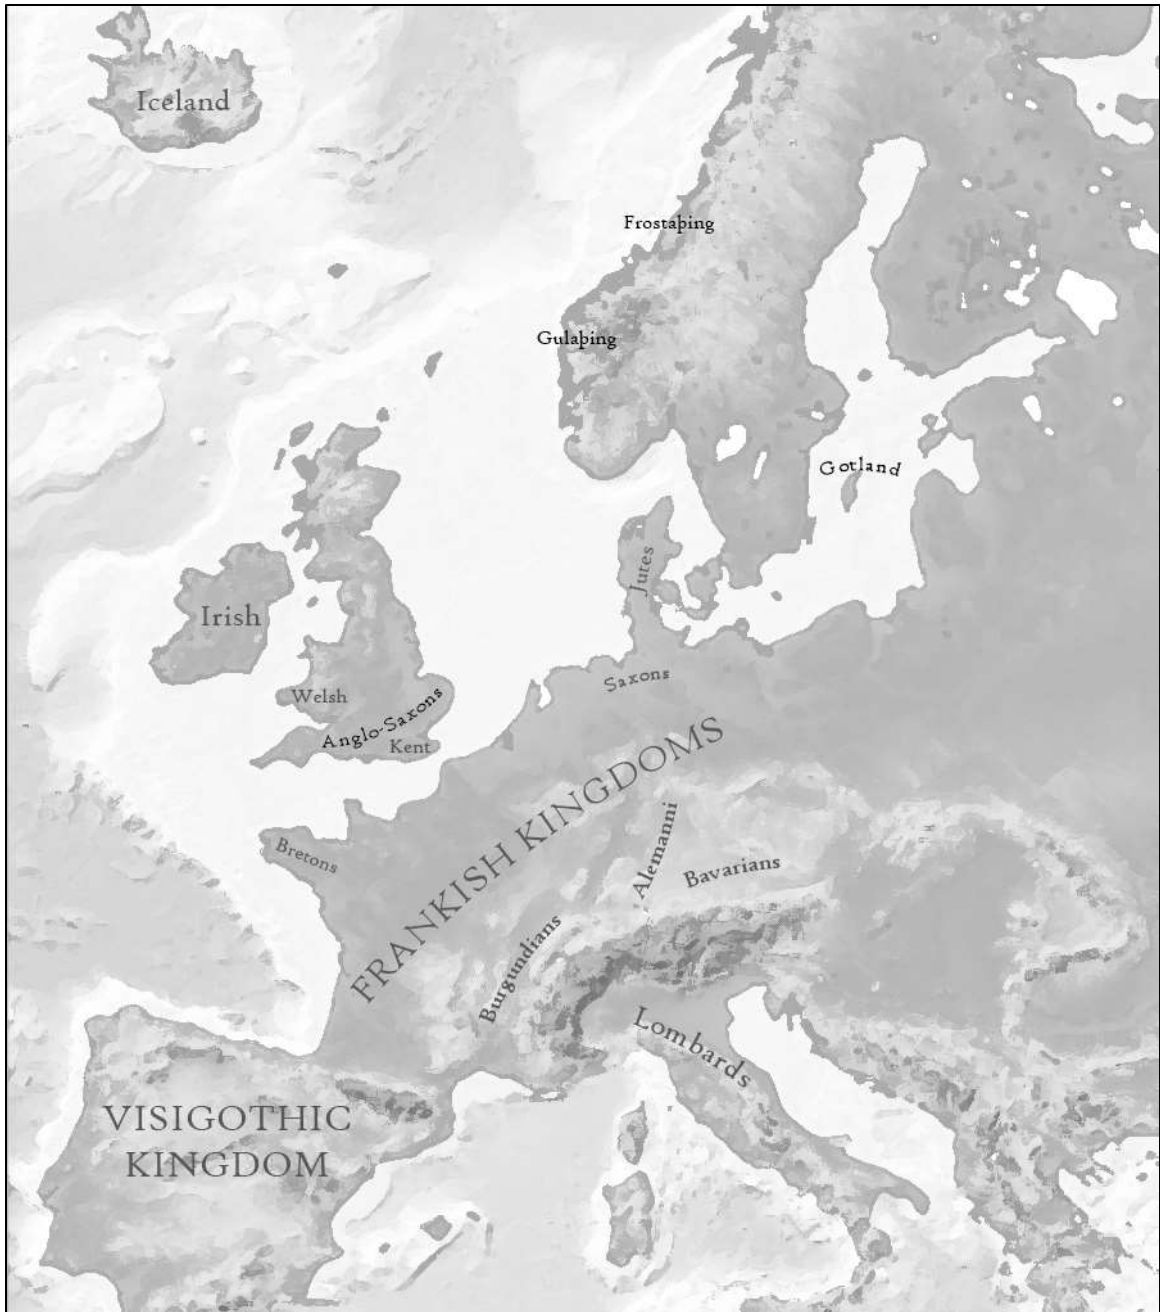 Iceland
Frostaþing
Gulaþing
Gotland
Jutes
Irish
Saxons
Welsh
Anglo-Saxons
Kent
FRANKISH KINGDOMS
Bretons
Alemanni
Bavarians
Burgundians
Lombards
VISIGOTHIC
KINGDOM